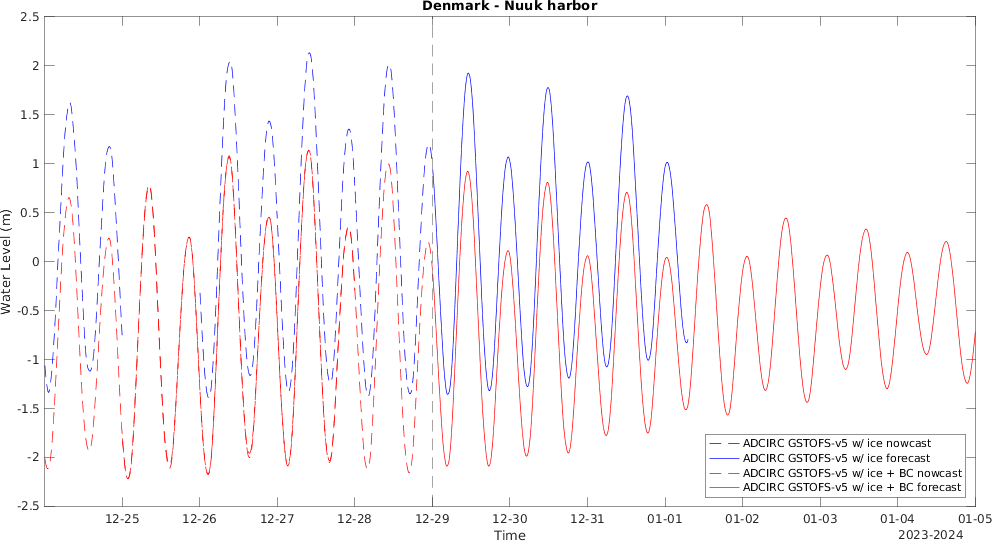 Denmark - Nuuk harbor
2.5
2
1.5
1
0.5
0
-0.5
-1
-1.5
-2
-2.5
Water Level (m)
ADCIRC GSTOFS-v5 w/ ice nowcast
ADCIRC GSTOFS-v5 w/ ice forecast
ADCIRC GSTOFS-v5 w/ ice + BC nowcast
ADCIRC GSTOFS-v5 w/ ice + BC forecast
12-25 12-26 12-27 12-28 12-29 12-30 12-31 01-01 01-02 01-03 01-04 01-05
Time
2023-2024